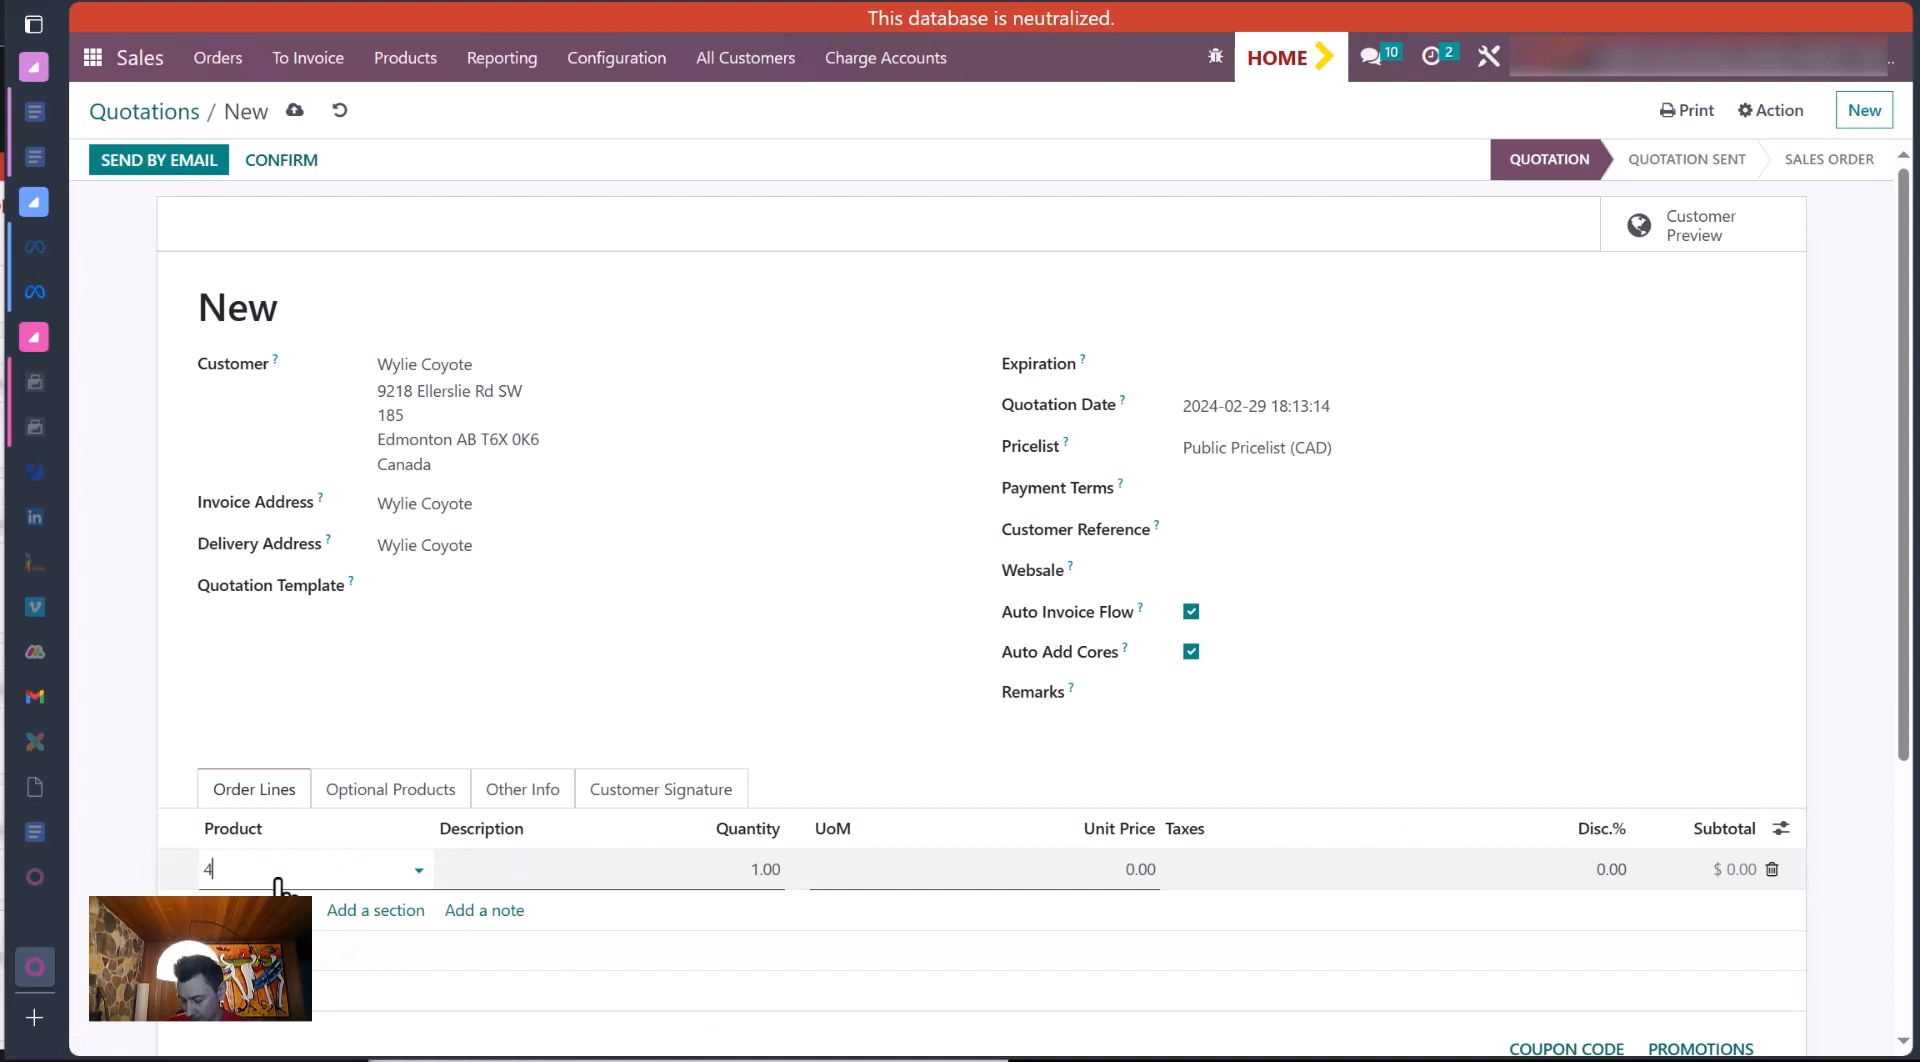 This database is neutralized.
Sales Orders To Invoice Products Reporting Configuration All Customers Charge Accounts HOME 10 2
Quotations / New Print Action New
SEND BY EMAIL CONFIRM QUOTATION QUOTATION SENT SALES ORDER
Customer
Preview
New
Customer ? Wylie Coyote
9218 Ellerslie Rd SW
185
Edmonton AB T6X 0K6
Canada
Invoice Address ? Wylie Coyote
Delivery Address ? Wylie Coyote
Quotation Template ?
Expiration ?
Quotation Date ? 2024-02-29 18:13:14
Pricelist ? Public Pricelist (CAD)
Payment Terms ?
Customer Reference ?
Websale ?
Auto Invoice Flow ?
Auto Add Cores ?
Remarks ?
Order Lines Optional Products Other Info Customer Signature
Product Description Quantity UoM Unit Price Taxes Disc.% Subtotal
4 1.00 0.00 0.00 $ 0.00
Add a section Add a note
COUPON CODE PROMOTIONS